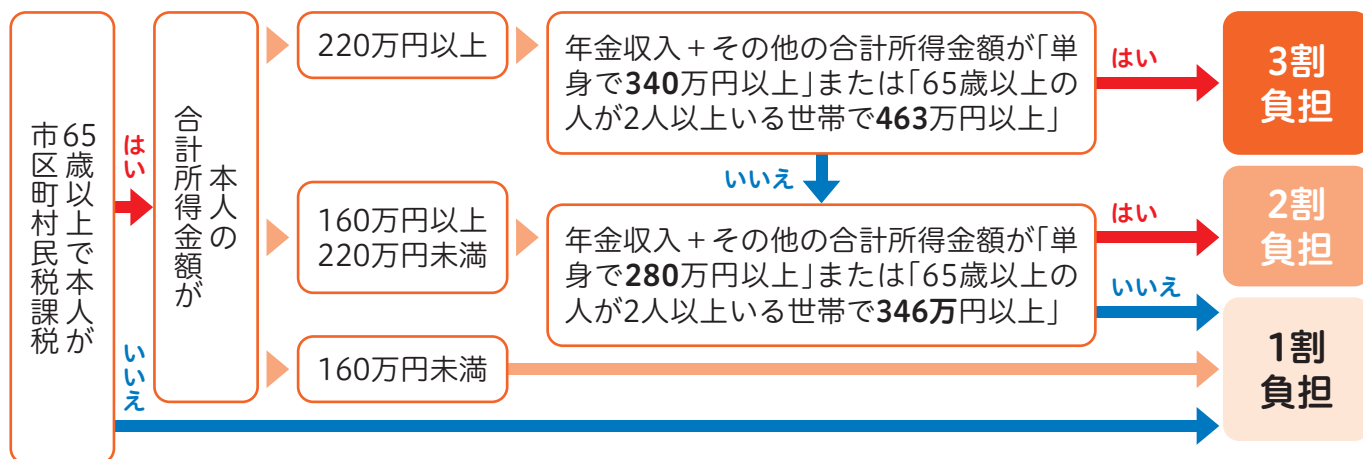 65歳以上で本人が
市区町村民税課税
はい
いいえ
本人の
合計所得金額が
220万円以上
年金収入+その他の合計所得金額が「単
身で340万円以上」または「65歳以上の
人が2人以上いる世帯で463万円以上」
はい
3割
負担
いいえ
160万円以上
220万円未満
年金収入+その他の合計所得金額が「単
身で280万円以上」または「65歳以上の
人が2人以上いる世帯で346万円以上」
はい
2割
負担
いいえ
160万円未満
1割
負担